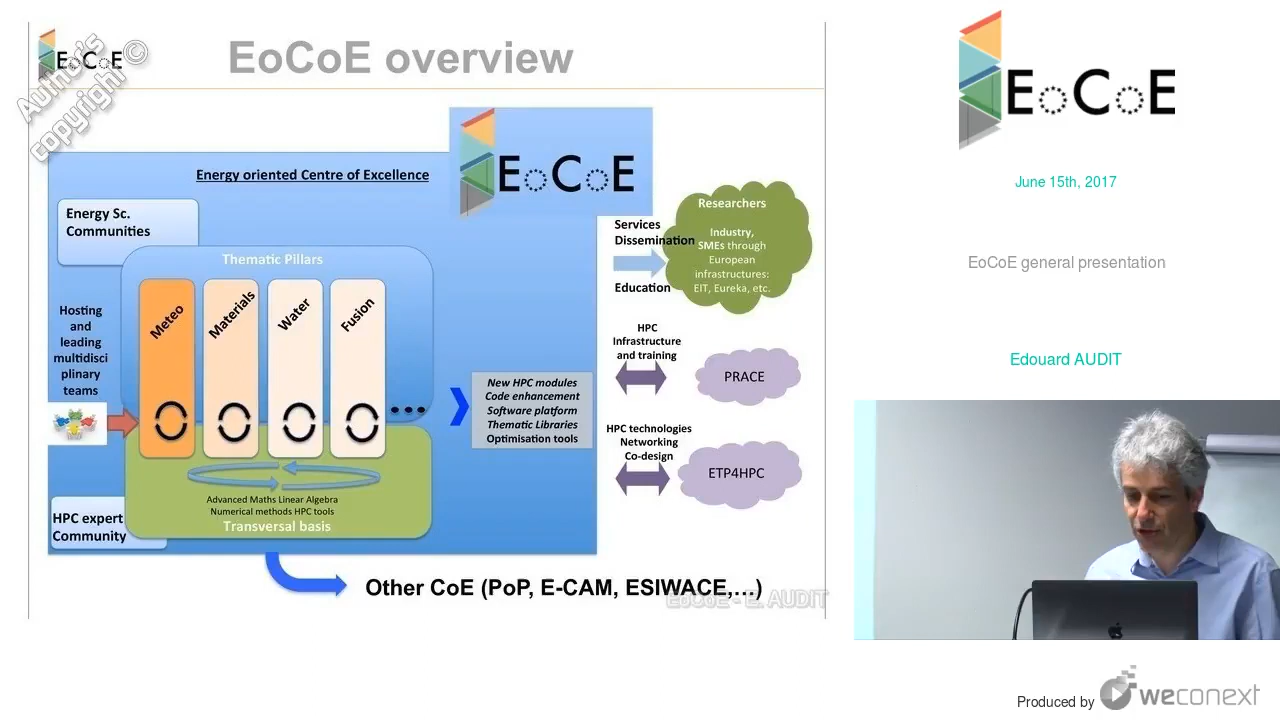 EoCoE
Author's
copyright ©
EoCoE overview
EoCoE
Energy oriented Centre of Excellence
Energy Sc.
Communities
Thematic Pillars
Meteo
Materials
Water
Fusion
Hosting
and
leading
multidisci
plinary
teams
New HPC modules
Code enhancement
Software platform
Thematic Libraries
Optimisation tools
Advanced Maths Linear Algebra
Numerical methods HPC tools
Transversal basis
HPC expert
Community
Services
Dissemination
Education
Researchers
Industry,
SMEs through
European
infrastructures:
EIT, Eureka, etc.
HPC
Infrastructure
and training
PRACE
HPC technologies
Networking
Co-design
ETP4HPC
Other CoE (PoP, E-CAM, ESIWACE,...)
EoCoE - E. AUDIT
EoCoE
June 15th, 2017
EoCoE general presentation
Edouard AUDIT
Produced by weconext